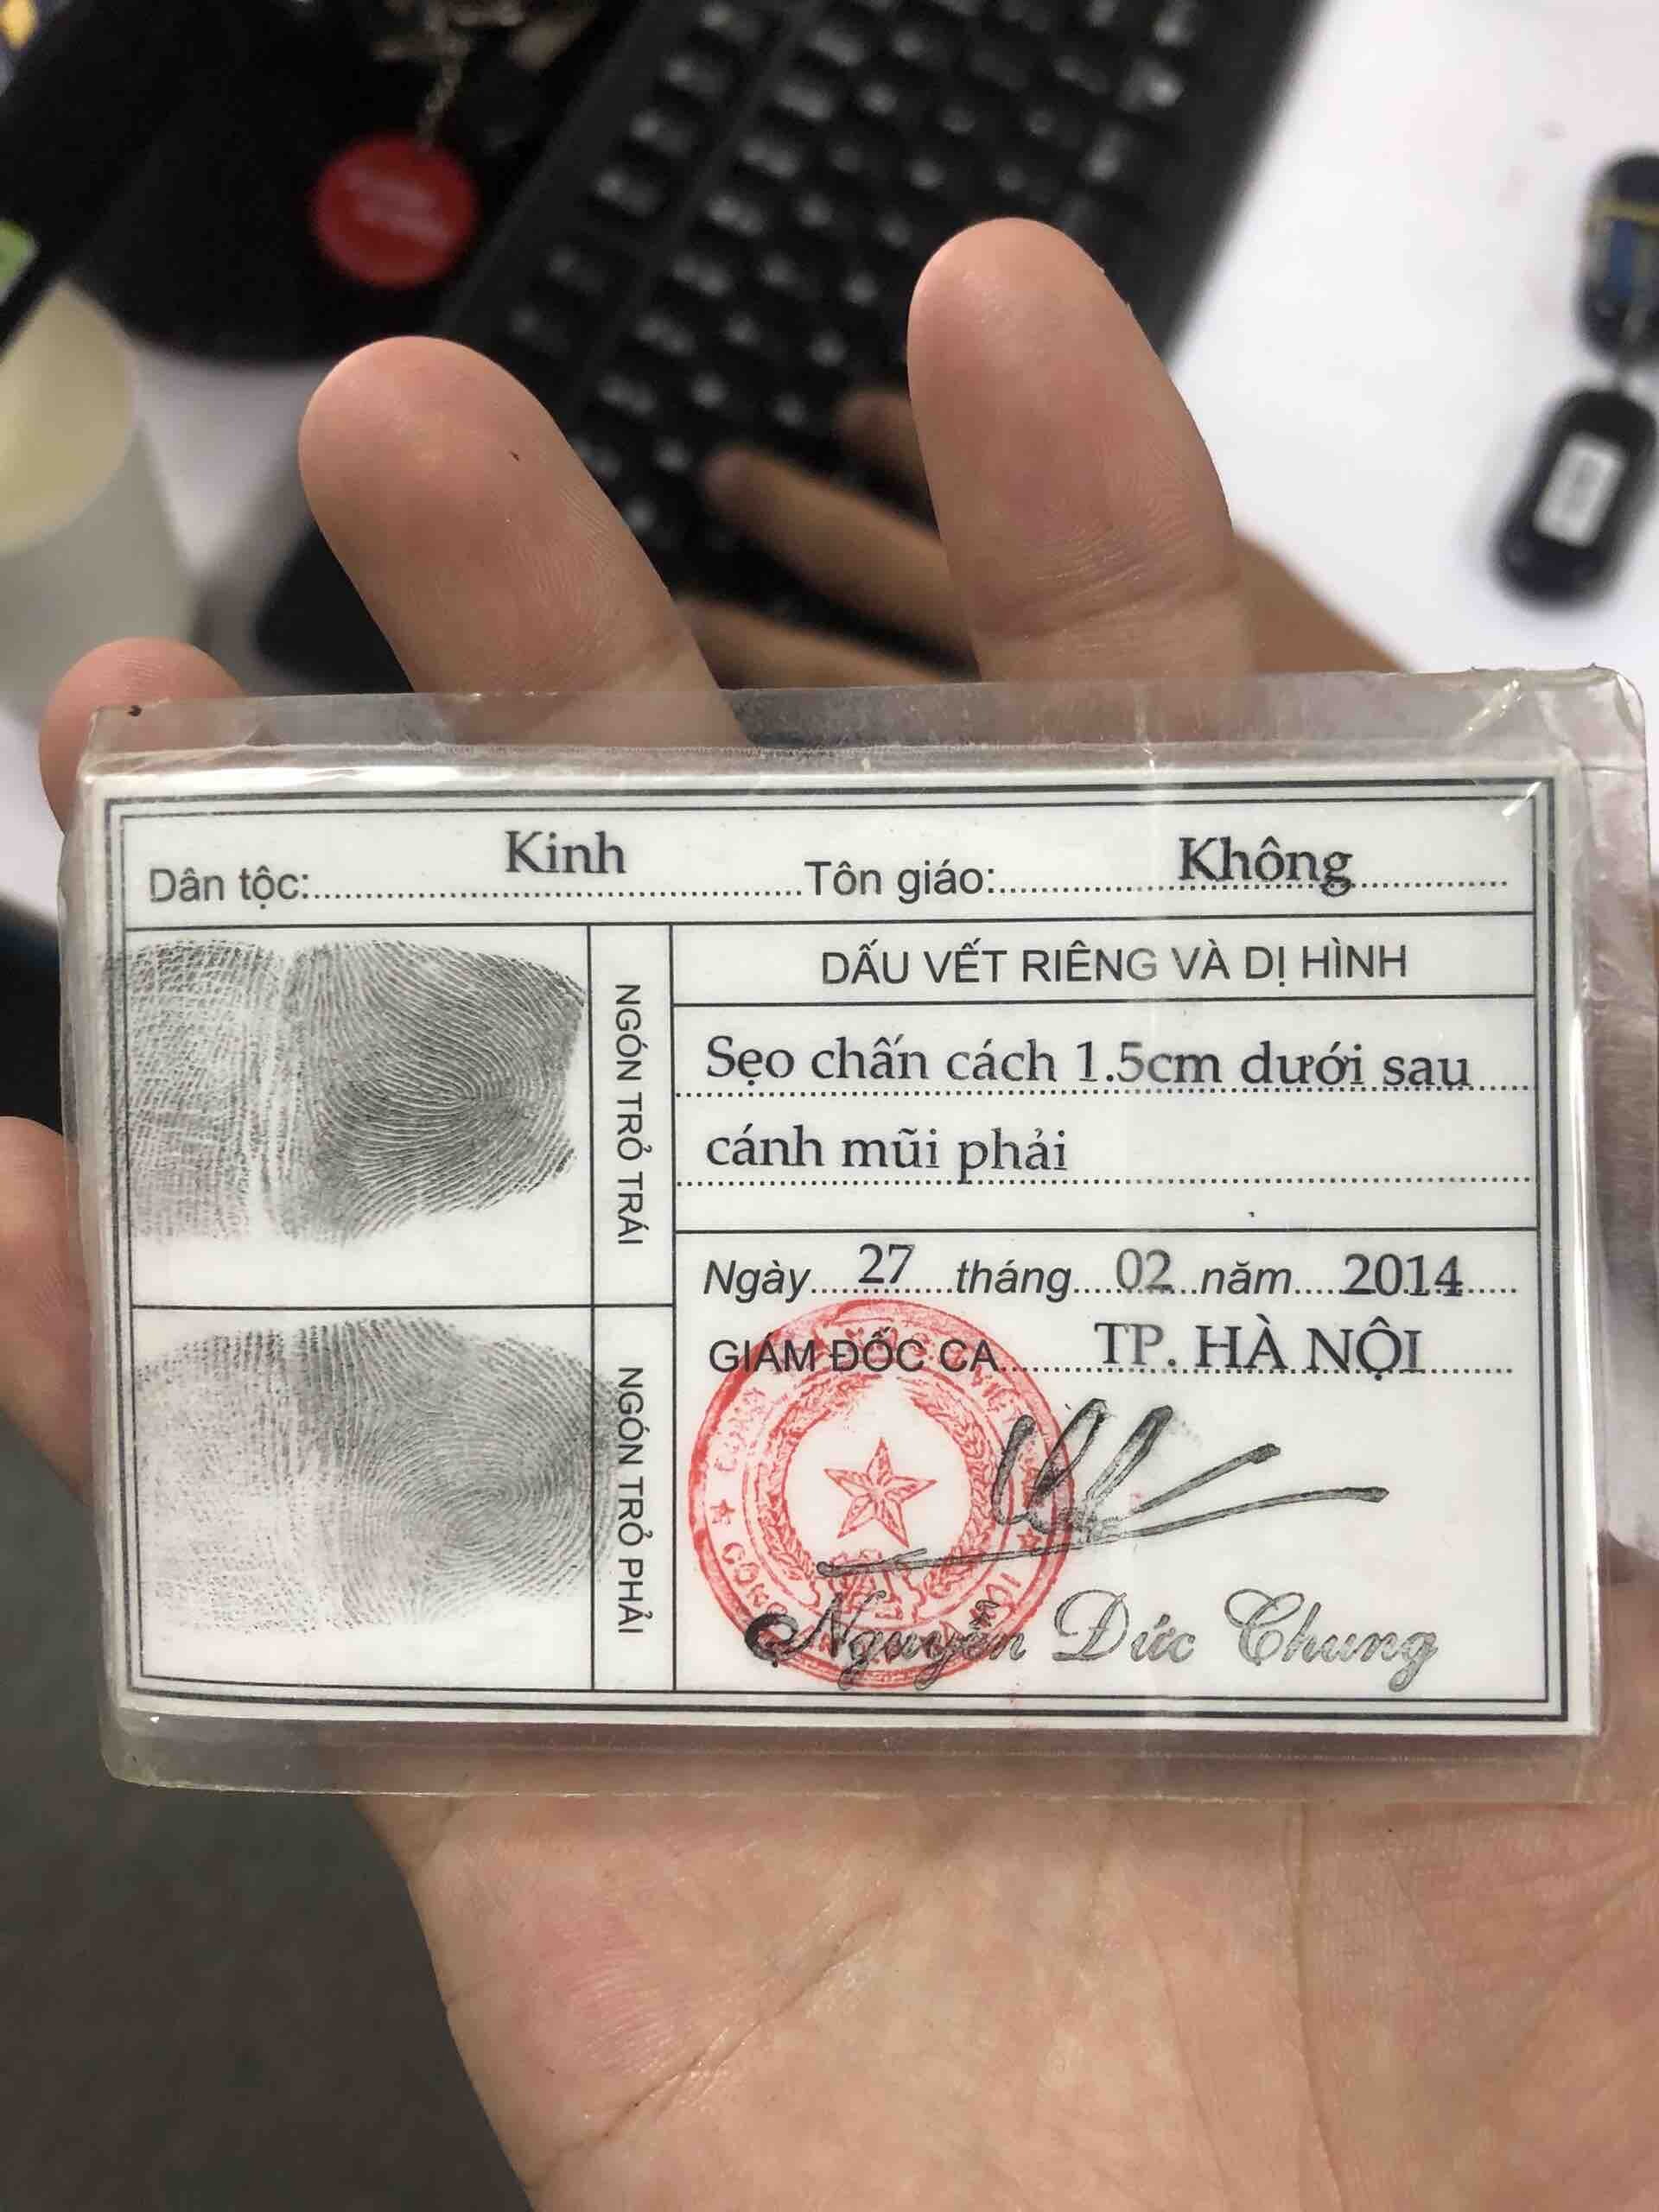 Dân tộc: Kinh Tôn giáo: Không
NGÓN TRỎ TRÁI
DẤU VẾT RIÊNG VÀ DỊ HÌNH
Sẹo chấn cách 1.5cm dưới sau
cánh mũi phải
NGÓN TRỎ PHẢI
Ngày 27 tháng 02 năm 2014
GIÁM ĐỐC CA TP. HÀ NỘI
Nguyễn Đức Chung